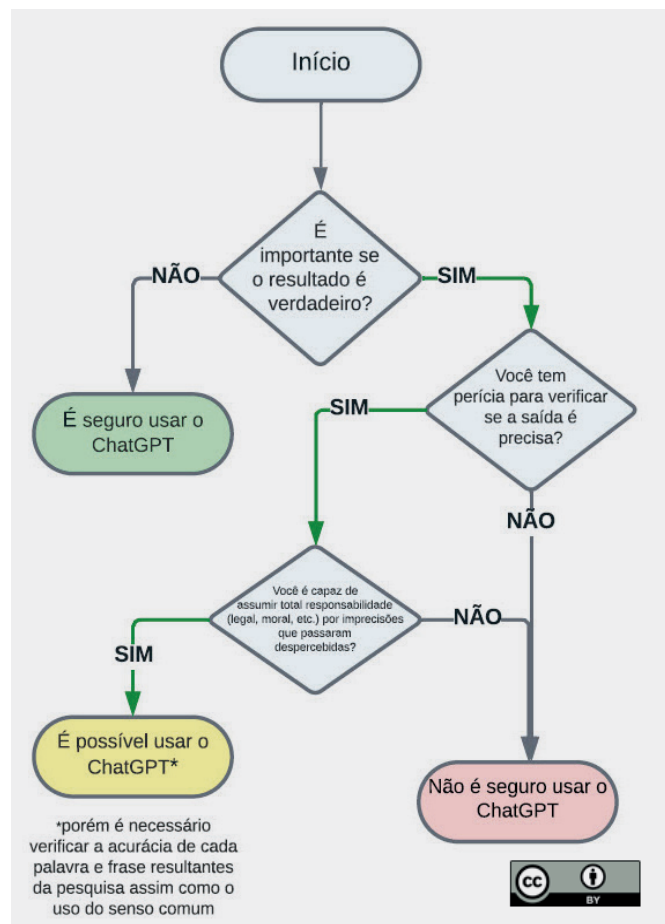 Início
É
importante se
o resultado é
verdadeiro?
NÃO
SIM
É seguro usar o
ChatGPT
Você tem
perícia para verificar
se a saída é
precisa?
SIM
NÃO
Você é capaz de
assumir total responsabilidade
(legal, moral, etc.) por imprecisões
que passaram
despercebidas?
NÃO
SIM
É possível usar o
ChatGPT*
Não é seguro usar o
ChatGPT
*porém é necessário
verificar a acurácia de cada
palavra e frase resultantes
da pesquisa assim como o
uso do senso comum
cc
BY